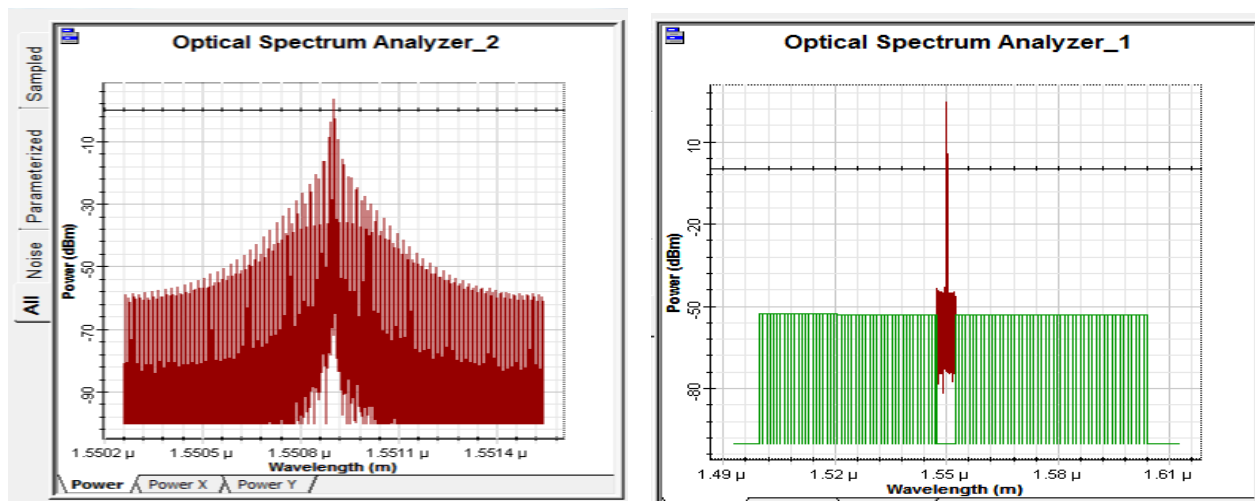 Optical Spectrum Analyzer_2
Sampled
Parameterized
Noise
All
Power (dBm)
-10
-30
-50
-70
-90
1.5502 µ
1.5505 µ
1.5508 µ
1.5511 µ
1.5514 µ
Wavelength (m)
Power
Power X
Power Y
Optical Spectrum Analyzer_1
Power (dBm)
10
-20
-50
-80
1.49 µ
1.52 µ
1.55 µ
1.58 µ
1.61 µ
Wavelength (m)